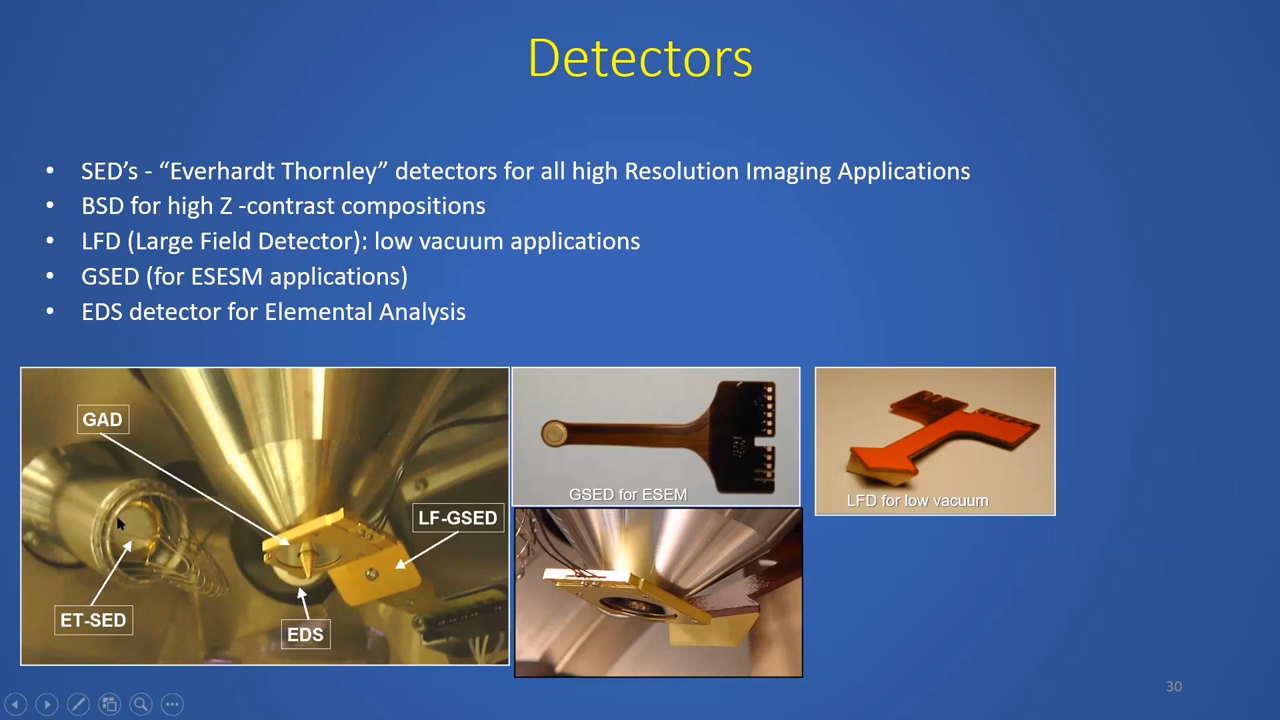 Detectors
• SED's - “Everhardt Thornley” detectors for all high Resolution Imaging Applications
• BSD for high Z -contrast compositions
• LFD (Large Field Detector): low vacuum applications
• GSED (for ESESM applications)
• EDS detector for Elemental Analysis
GAD
LF-GSED
ET-SED
EDS
GSED for ESEM
LFD for low vacuum
30